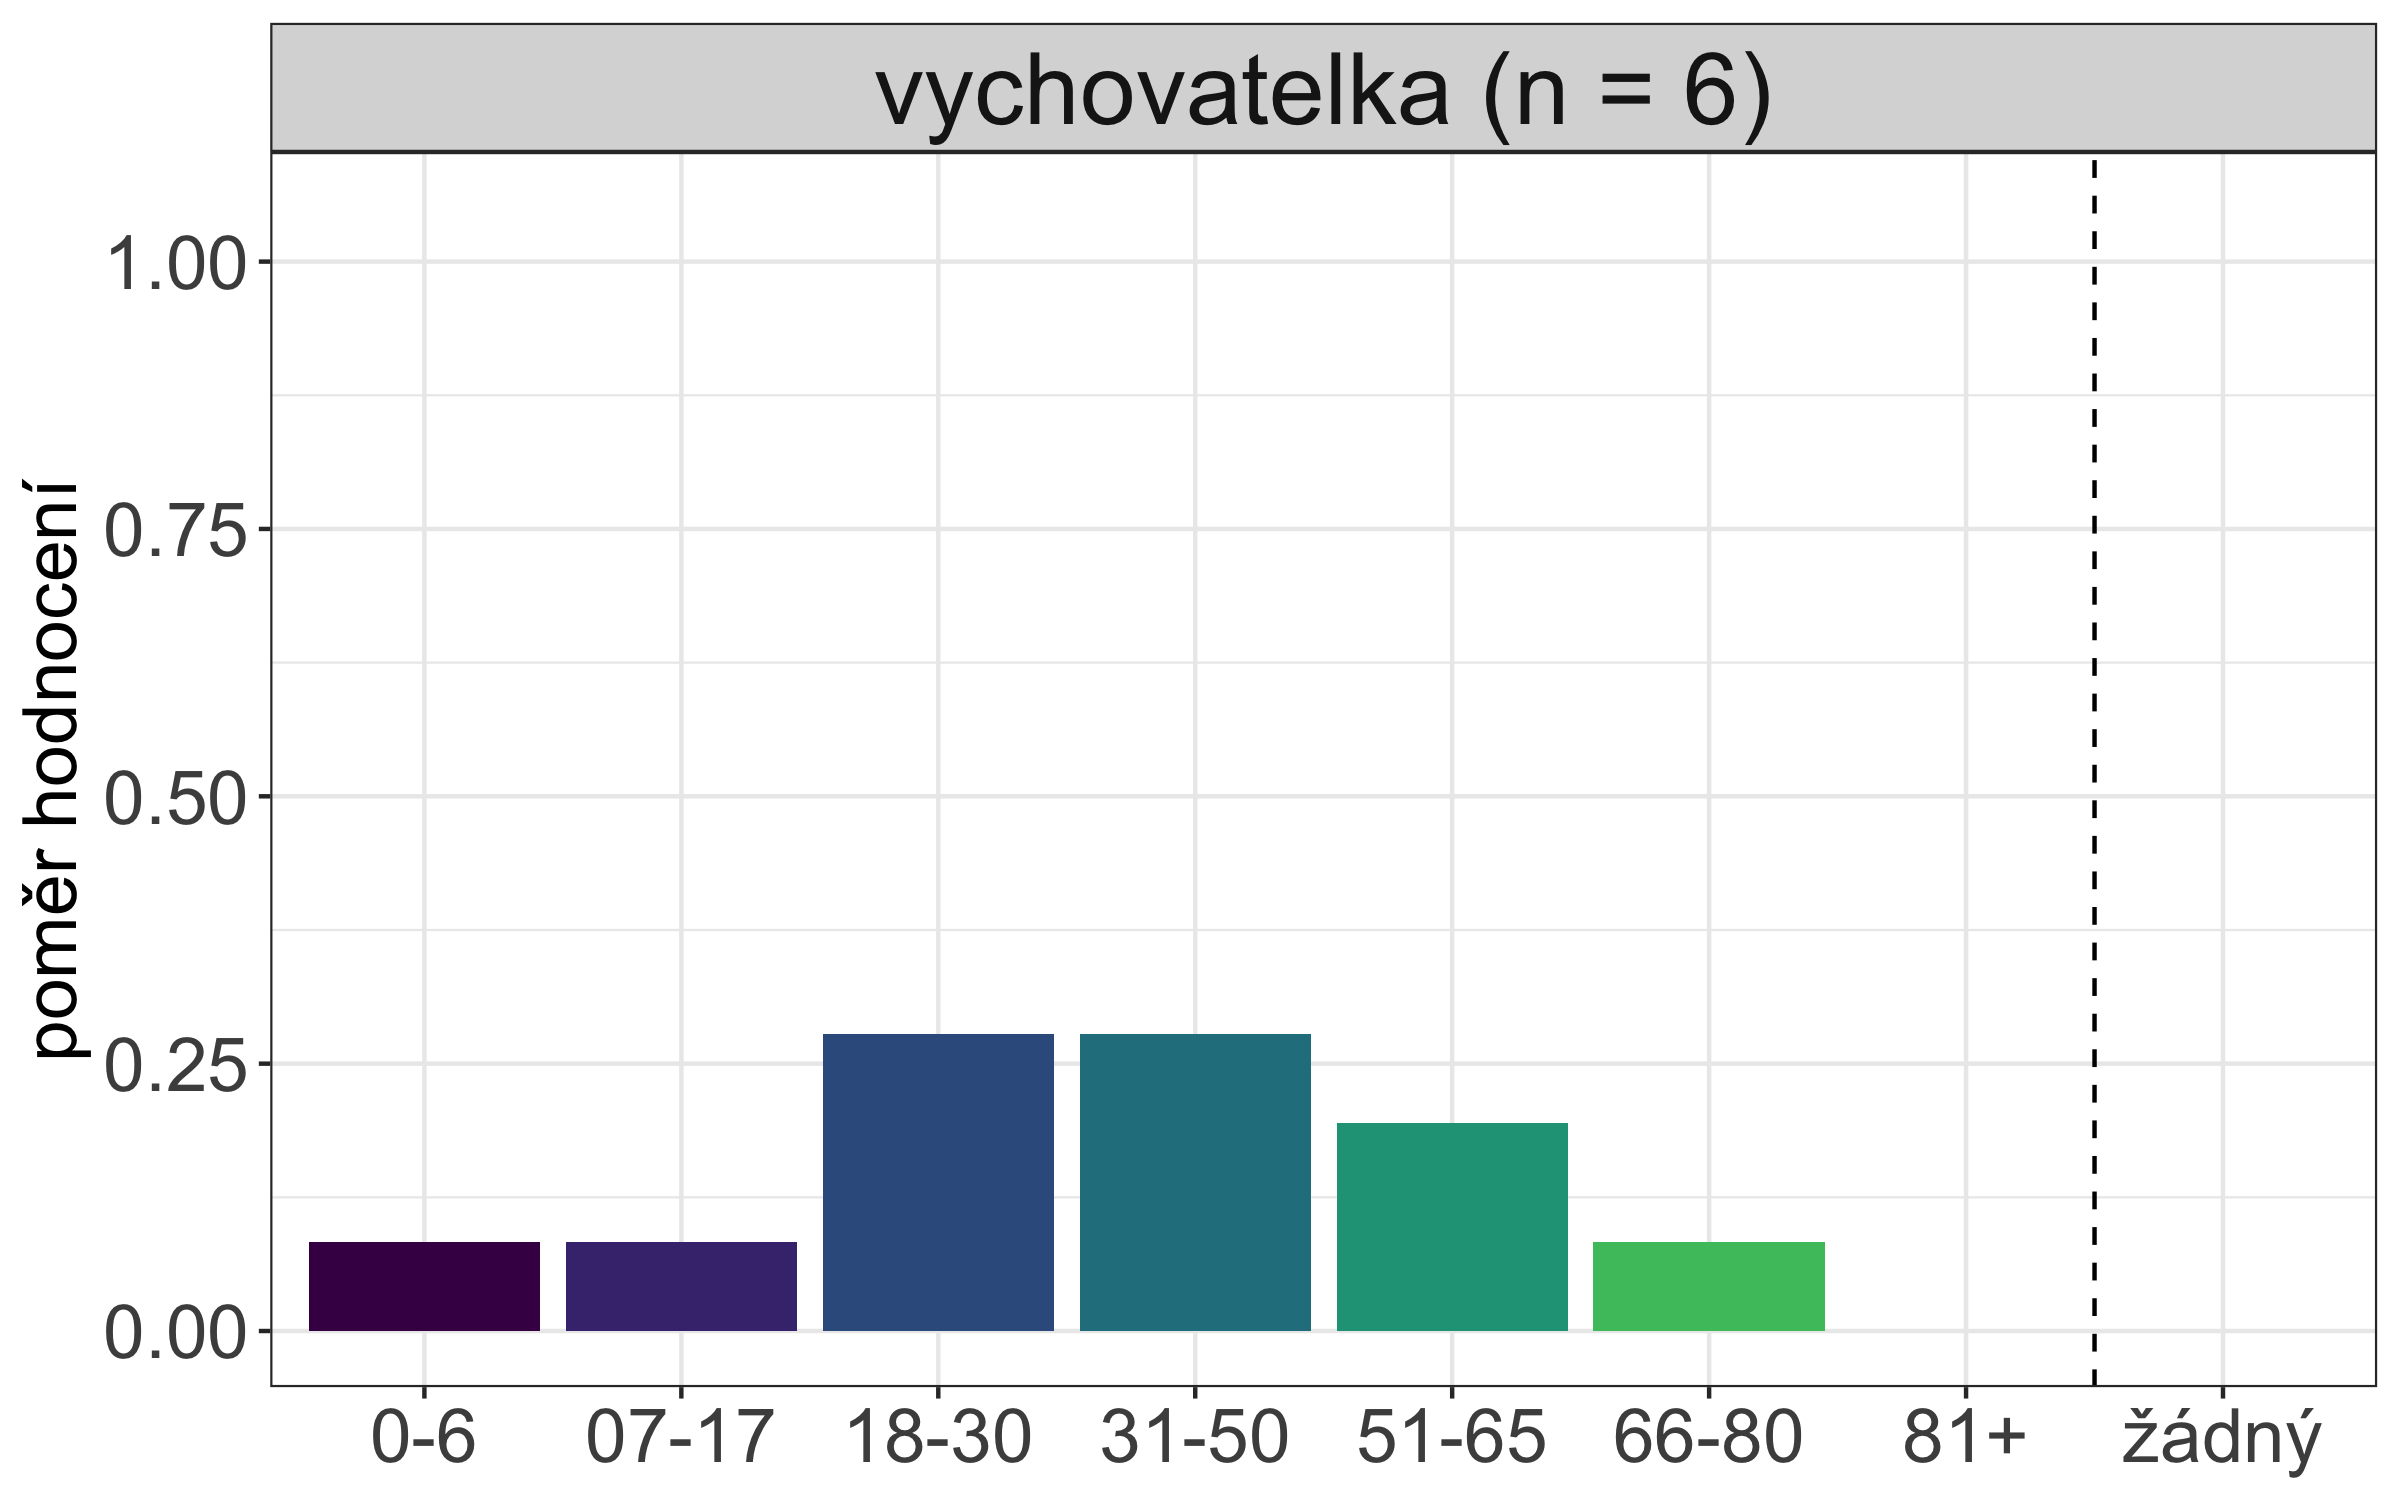 vychovatelka (n = 6)
poměr hodnocení
1.00
0.75
0.50
0.25
0.00
0-6 07-17 18-30 31-50 51-65 66-80 81+ žádný